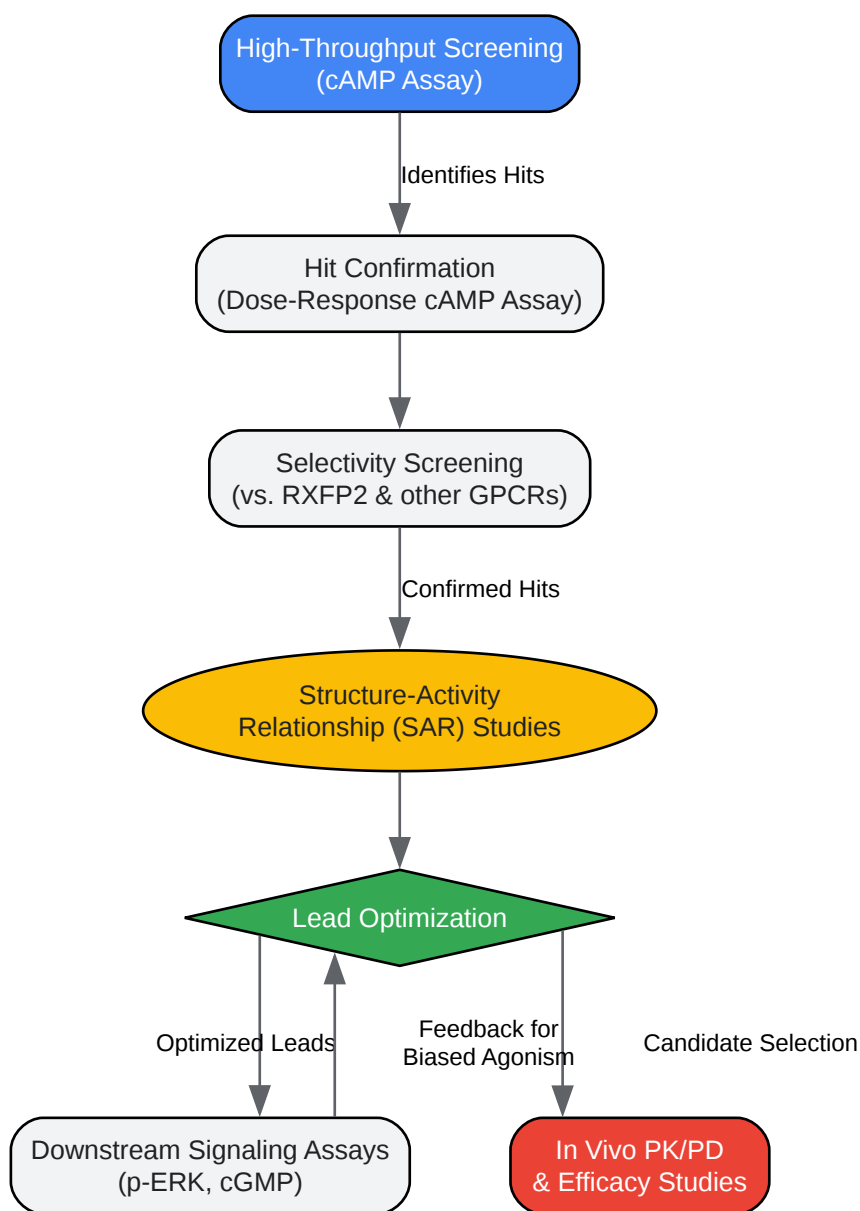 High-Throughput Screening
(cAMP Assay)
Identifies Hits
Hit Confirmation
(Dose-Response cAMP Assay)
Selectivity Screening
(vs. RXFP2 & other GPCRs)
Confirmed Hits
Structure-Activity
Relationship (SAR) Studies
Lead Optimization
Optimized Leads
Feedback for
Biased Agonism
Candidate Selection
Downstream Signaling Assays
(p-ERK, cGMP)
In Vivo PK/PD
& Efficacy Studies